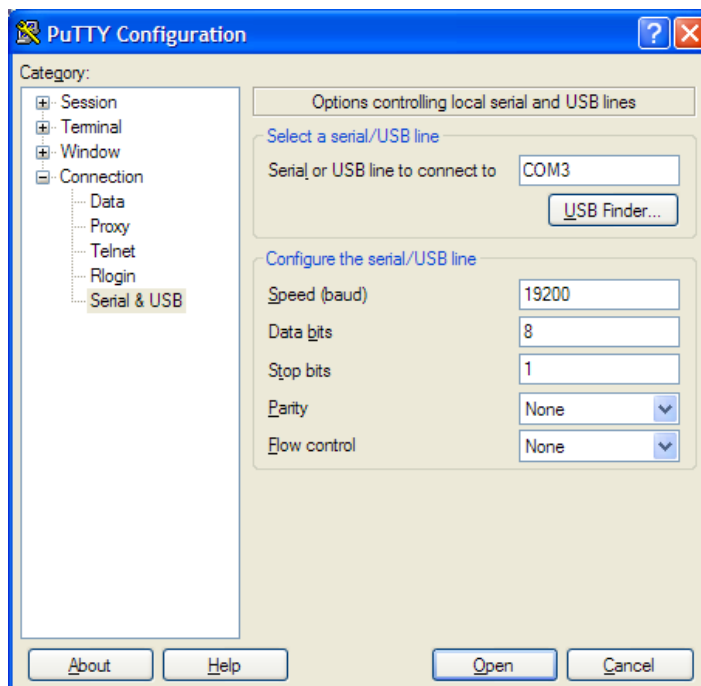 PuTTY Configuration
Category:
Session
Terminal
Window
Connection
Data
Proxy
Telnet
Rlogin
Serial & USB
Options controlling local serial and USB lines
Select a serial/USB line
Serial or USB line to connect to COM3
USB Finder...
Configure the serial/USB line
Speed (baud) 19200
Data bits 8
Stop bits 1
Parity None
Flow control None
About Help Open Cancel